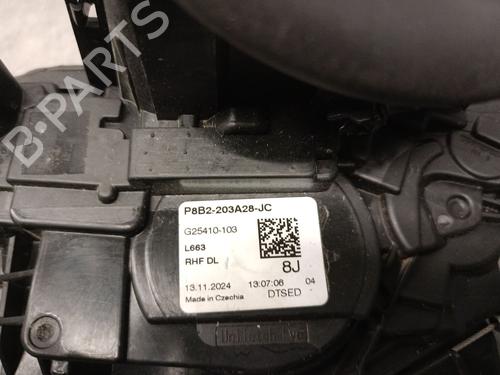 B-PARTS
P8B2-203A28-JC
G25410-103
L663
RHF DL
8J
13.11.2024 13:07:06 04
Made in Czechia DTSED